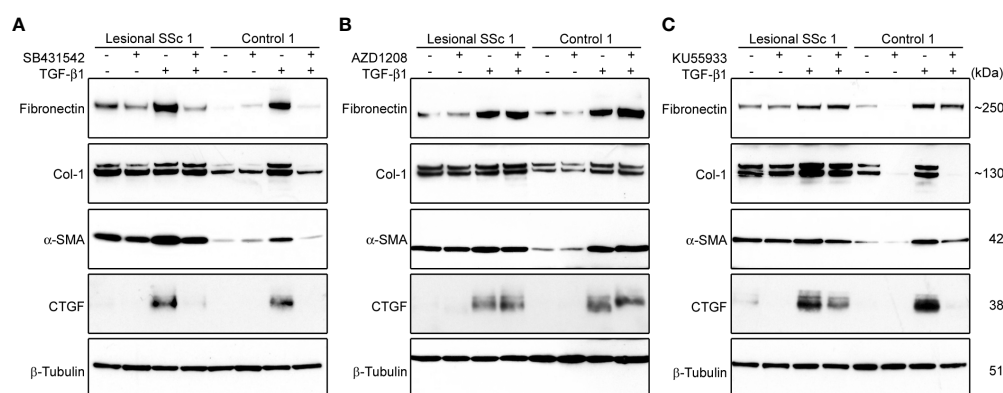 A
Lesional SSc 1 Control 1
SB431542 - + - + - + - +
TGF-β1 - - + + - - + +
Fibronectin
Col-1
α-SMA
CTGF
β-Tubulin
B
Lesional SSc 1 Control 1
AZD1208 - + - + - + - +
TGF-β1 - - + + - - + +
Fibronectin
Col-1
α-SMA
CTGF
β-Tubulin
C
Lesional SSc 1 Control 1
KU55933 - + - + - + - +
TGF-β1 - - + + - - + + (kDa)
Fibronectin ~250
Col-1 ~130
α-SMA 42
CTGF 38
β-Tubulin 51